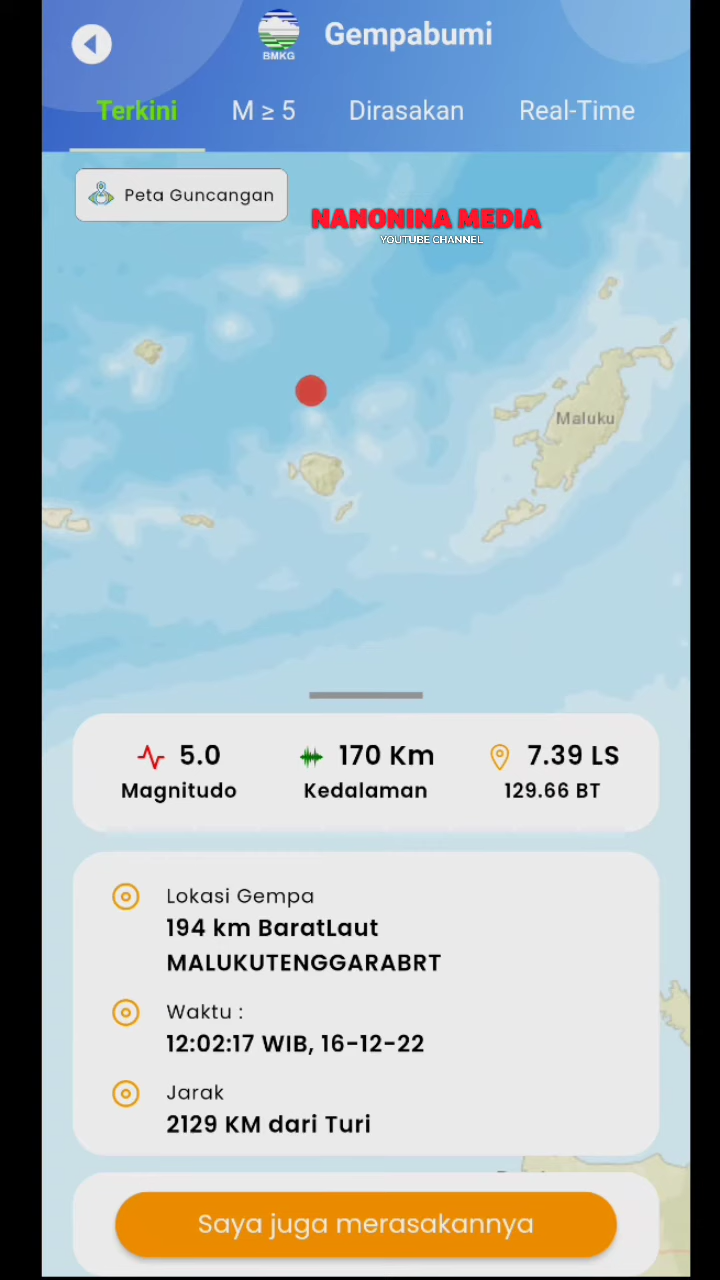 BMKG
Gempabumi
Terkini
M ≥ 5
Dirasakan
Real-Time
Peta Guncangan
NANONINA MEDIA
YOUTUBE CHANNEL
Maluku
5.0
Magnitudo
170 Km
Kedalaman
7.39 LS
129.66 BT
Lokasi Gempa
194 km BaratLaut
MALUKUTENGGARABRT
Waktu :
12:02:17 WIB, 16-12-22
Jarak
2129 KM dari Turi
Saya juga merasakannya